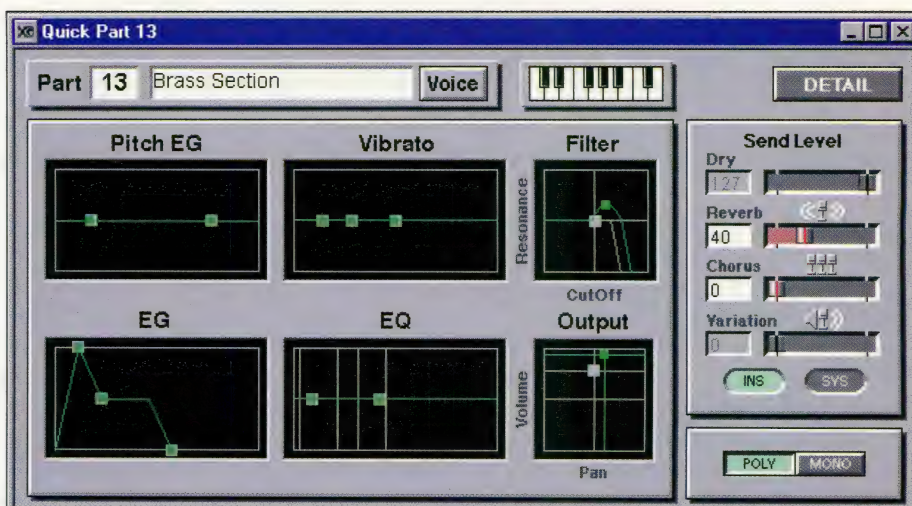 XG Quick Part 13
Part 13 Brass Section Voice
DETAIL
Pitch EG
Vibrato
Filter
Resonance
CutOff
EG
EQ
Output
Volume
Pan
Send Level
Dry
127
Reverb
40
Chorus
0
Variation
0
INS SYS
POLY MONO